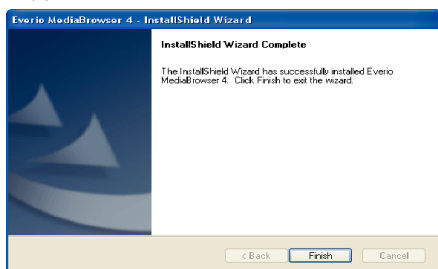 Everio MediaBrowser 4 - InstallShield Wizard
InstallShield Wizard Complete
The InstallShield Wizard has successfully installed Everio
MediaBrowser 4. Click Finish to exit the wizard.
< Back Finish Cancel